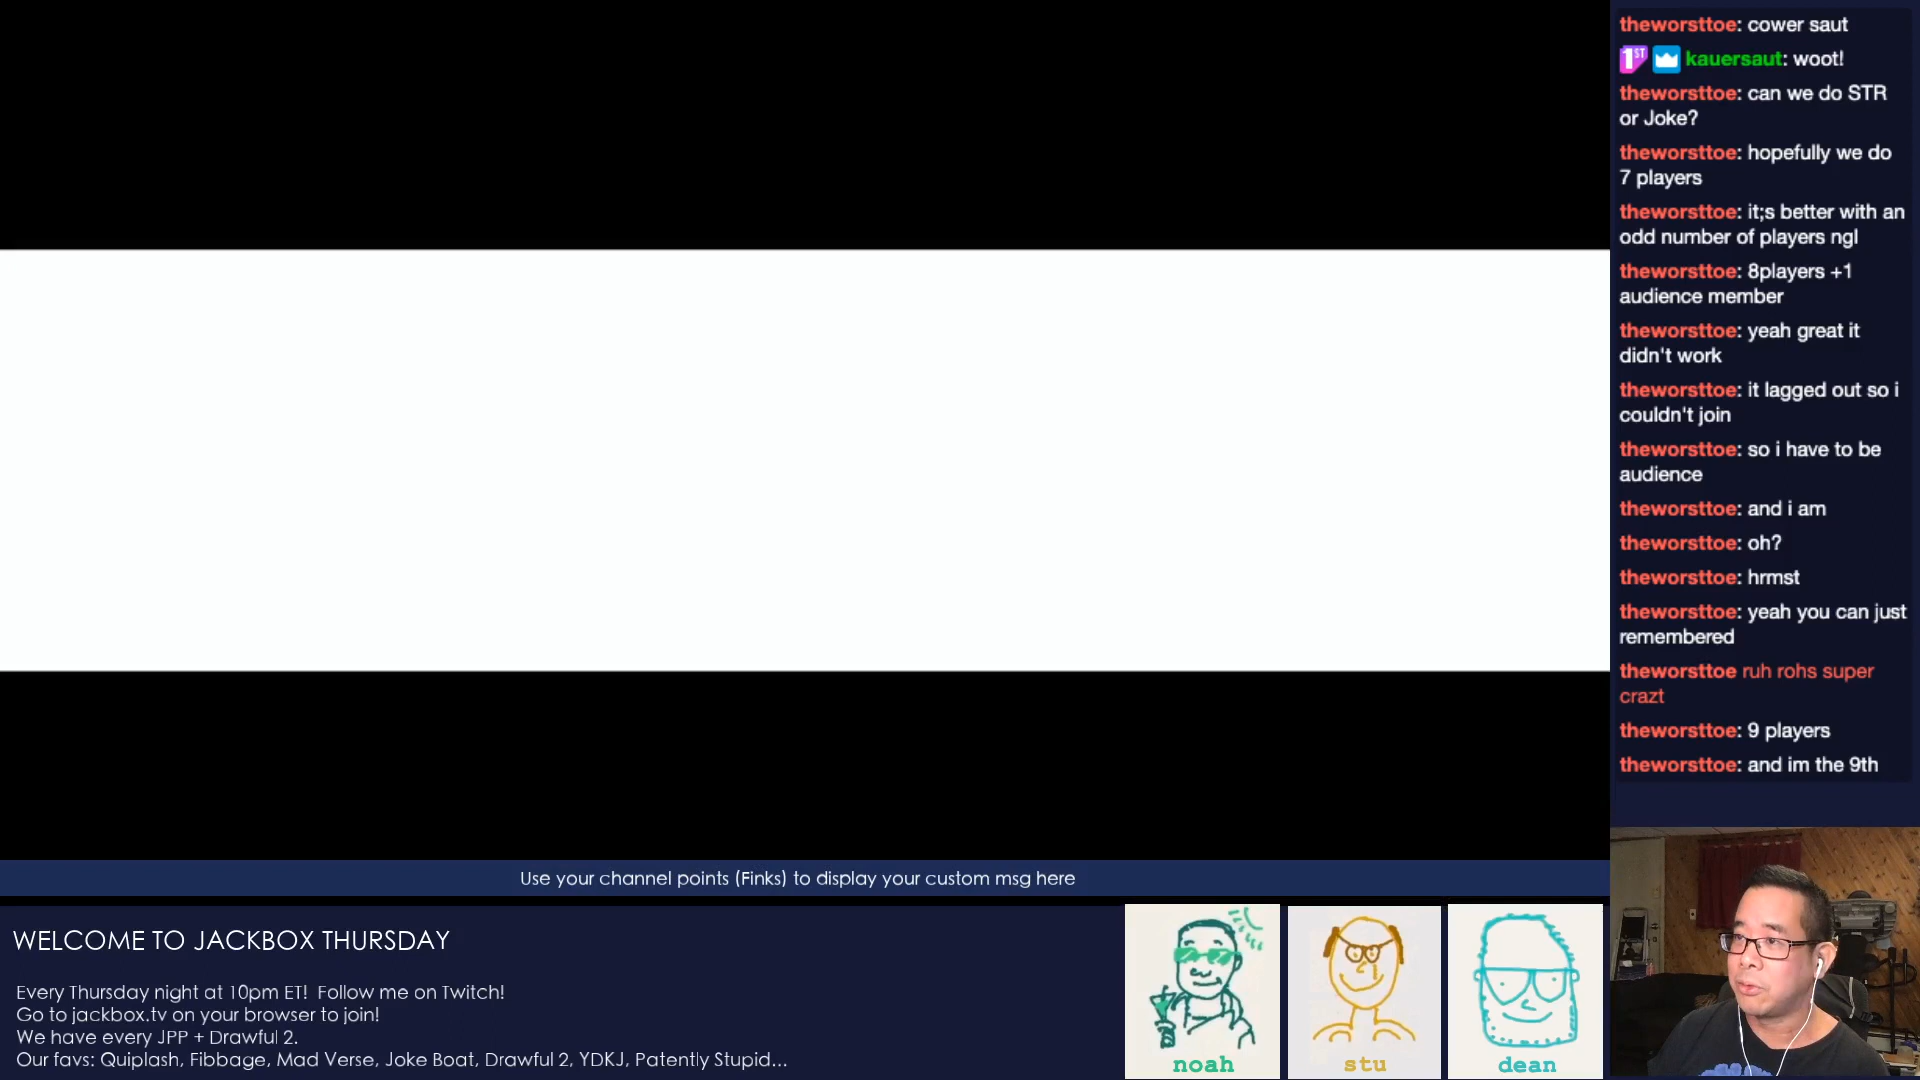 theworsttoe: cower saut
1ST kauersaut: woot!
theworsttoe: can we do STR
or Joke?
theworsttoe: hopefully we do
7 players
theworsttoe: it;s better with an
odd number of players ngl
theworsttoe: 8players +1
audience member
theworsttoe: yeah great it
didn't work
theworsttoe: it lagged out so i
couldn't join
theworsttoe: so i have to be
audience
theworsttoe: and i am
theworsttoe: oh?
theworsttoe: hrmst
theworsttoe: yeah you can just
remembered
theworsttoe ruh rohs super
crazt
theworsttoe: 9 players
theworsttoe: and im the 9th
Use your channel points (Finks) to display your custom msg here
WELCOME TO JACKBOX THURSDAY
Every Thursday night at 10pm ET! Follow me on Twitch!
Go to jackbox.tv on your browser to join!
We have every JPP + Drawful 2.
Our favs: Quiplash, Fibbage, Mad Verse, Joke Boat, Drawful 2, YDKJ, Patently Stupid...
noah
stu
dean